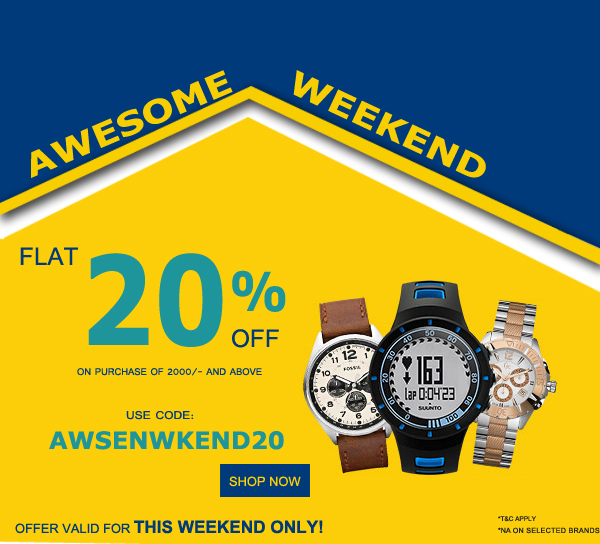 AWESOME WEEKEND
FLAT
20%
OFF
ON PURCHASE OF 2000/- AND ABOVE
USE CODE:
AWSENWKEND20
SHOP NOW
OFFER VALID FOR THIS WEEKEND ONLY!
*T&C APPLY
*NA ON SELECTED BRANDS
FOSSIL
163
Lap 0:04'23
SUUNTO
100